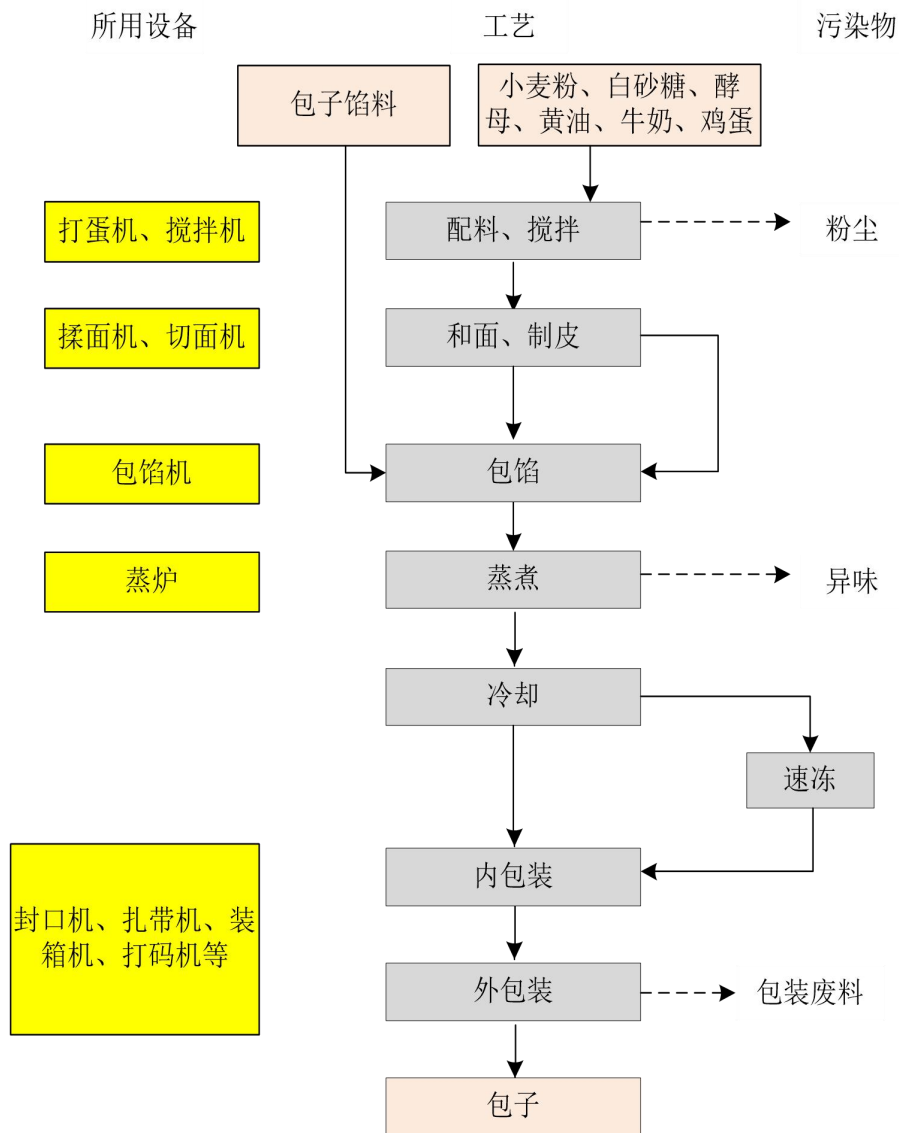 所用设备
工艺
污染物
包子馅料
小麦粉、白砂糖、酵
母、黄油、牛奶、鸡蛋
打蛋机、搅拌机
配料、搅拌
粉尘
揉面机、切面机
和面、制皮
包馅机
包馅
蒸炉
蒸煮
异味
冷却
速冻
封口机、扎带机、装
箱机、打码机等
内包装
外包装
包装废料
包子